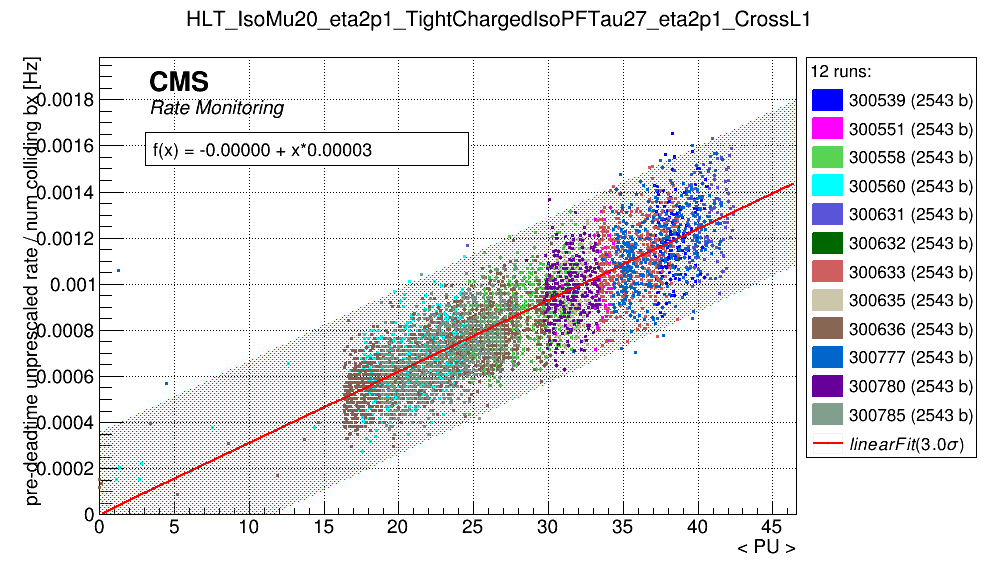 HLT_IsoMu20_eta2p1_TightChargedIsoPFTau27_eta2p1_CrossL1
pre-deadtime unprescaled rate / num colliding bx [Hz]
CMS
Rate Monitoring
f(x) = -0.00000 + x*0.00003
0.0018
0.0016
0.0014
0.0012
0.001
0.0008
0.0006
0.0004
0.0002
0
0 5 10 15 20 25 30 35 40 45
< PU >
12 runs:
300539 (2543 b)
300551 (2543 b)
300558 (2543 b)
300560 (2543 b)
300631 (2543 b)
300632 (2543 b)
300633 (2543 b)
300635 (2543 b)
300636 (2543 b)
300777 (2543 b)
300780 (2543 b)
300785 (2543 b)
linearFit(3.0σ)